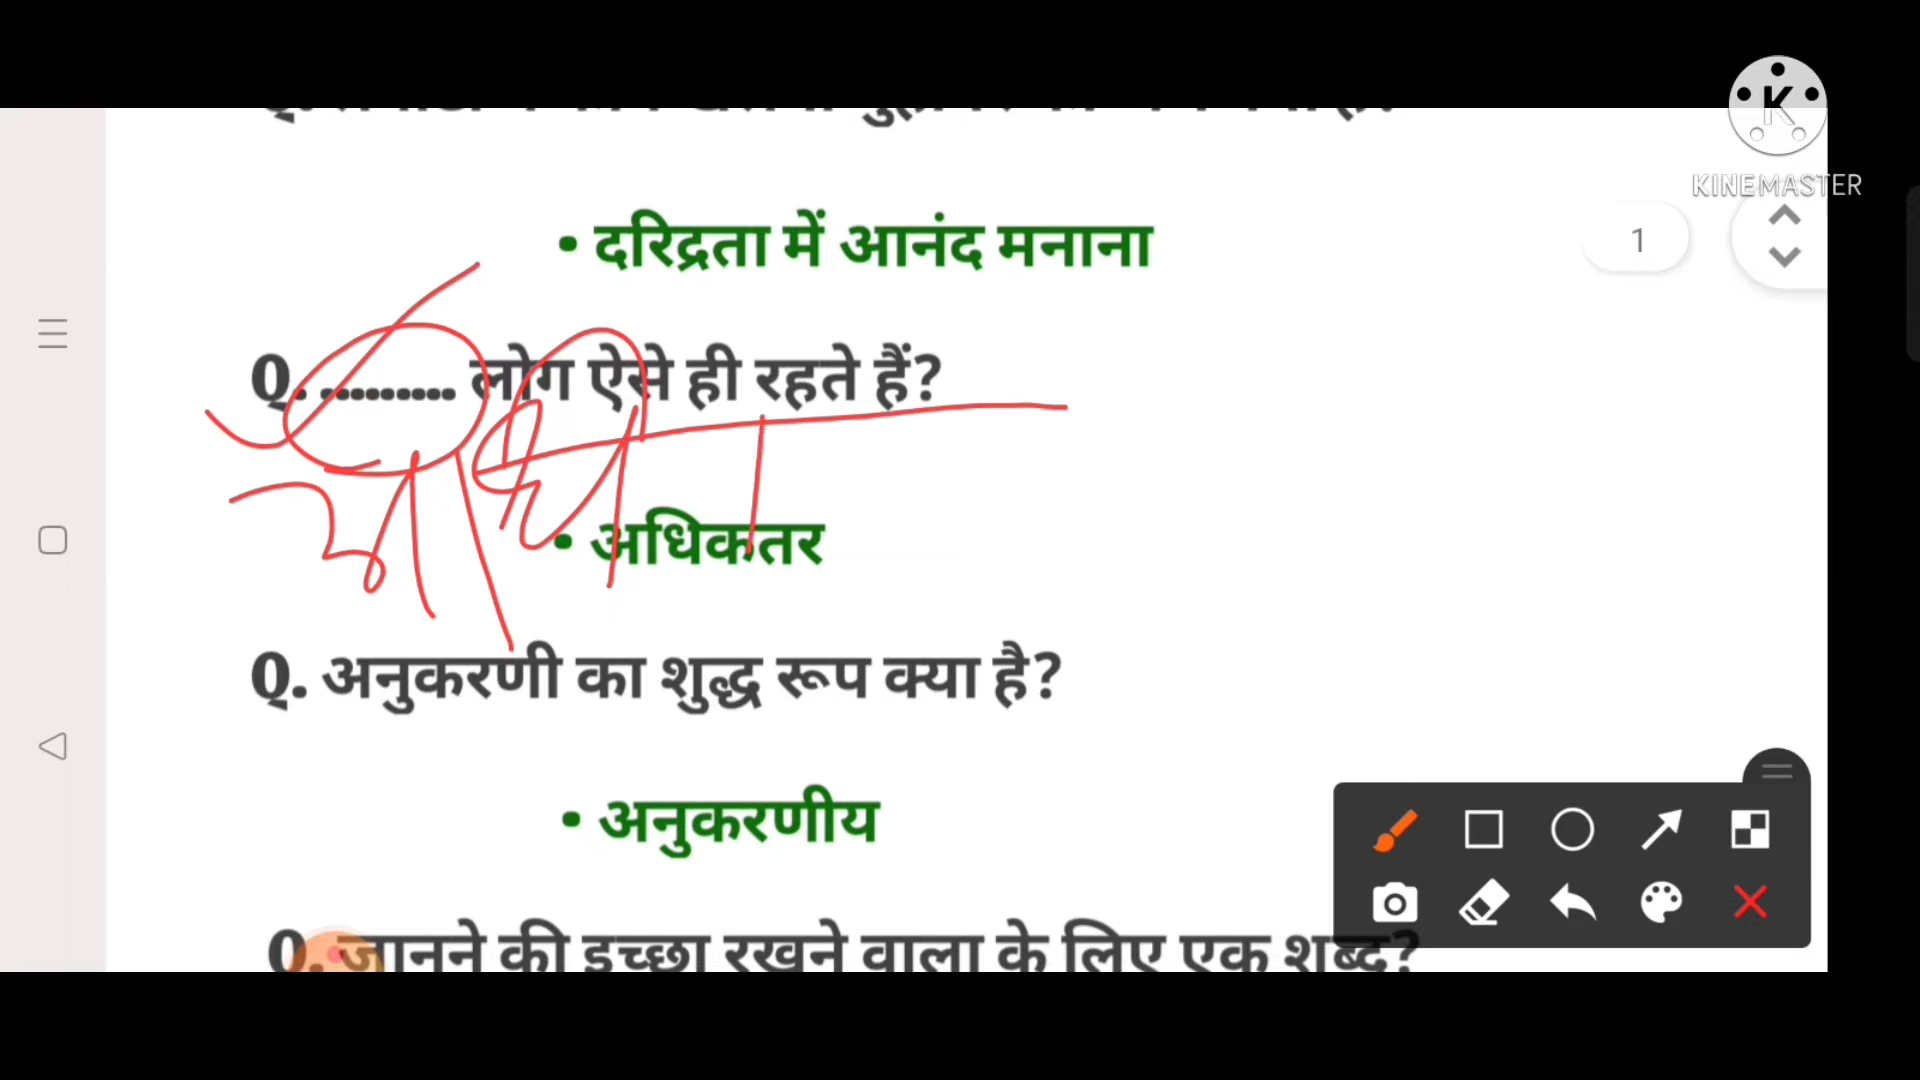 KINEMASTER
• दरिद्रता में आनंद मनाना
1
Q. ......... लोग ऐसे ही रहते हैं?
• अधिकतर
Q. अनुकरणी का शुद्ध रूप क्या है?
• अनुकरणीय
Q. जानने की इच्छा रखने वाला के लिए एक शब्द?